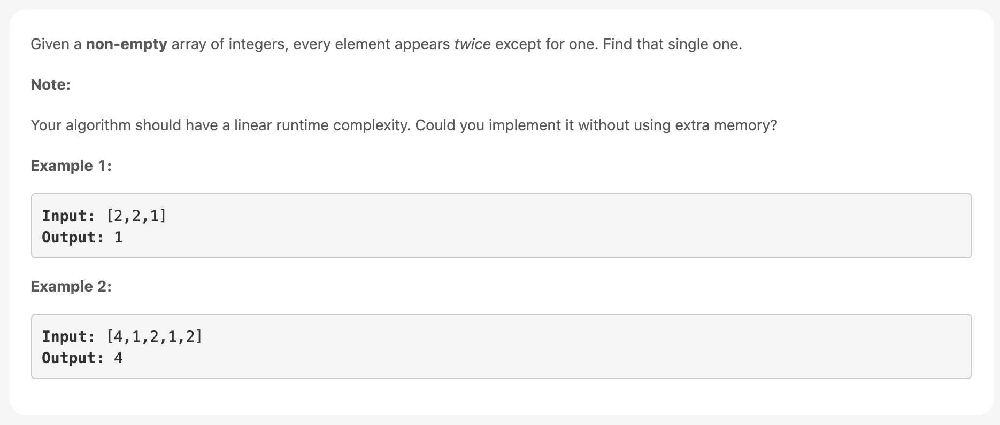 Given a non-empty array of integers, every element appears twice except for one. Find that single one.
Note:
Your algorithm should have a linear runtime complexity. Could you implement it without using extra memory?
Example 1:
Input: [2,2,1]
Output: 1
Example 2:
Input: [4,1,2,1,2]
Output: 4